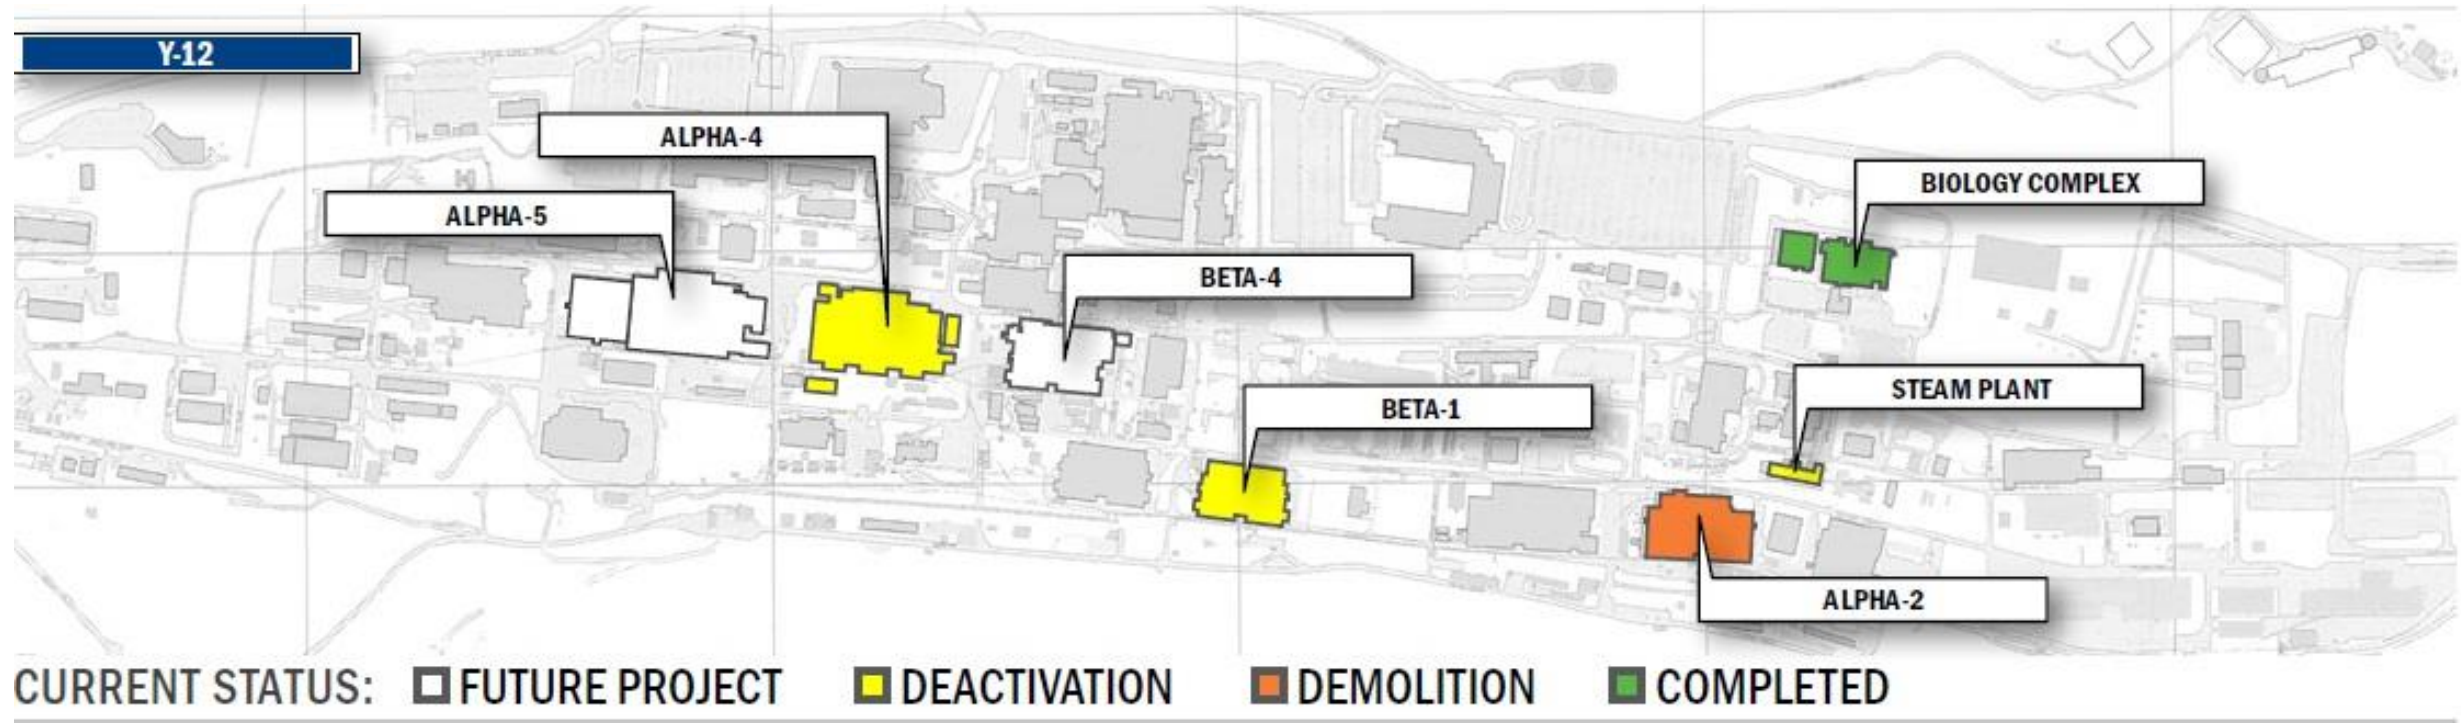 Y-12
ALPHA-4
BIOLOGY COMPLEX
ALPHA-5
BETA-4
STEAM PLANT
BETA-1
ALPHA-2
CURRENT STATUS: FUTURE PROJECT DEACTIVATION DEMOLITION COMPLETED